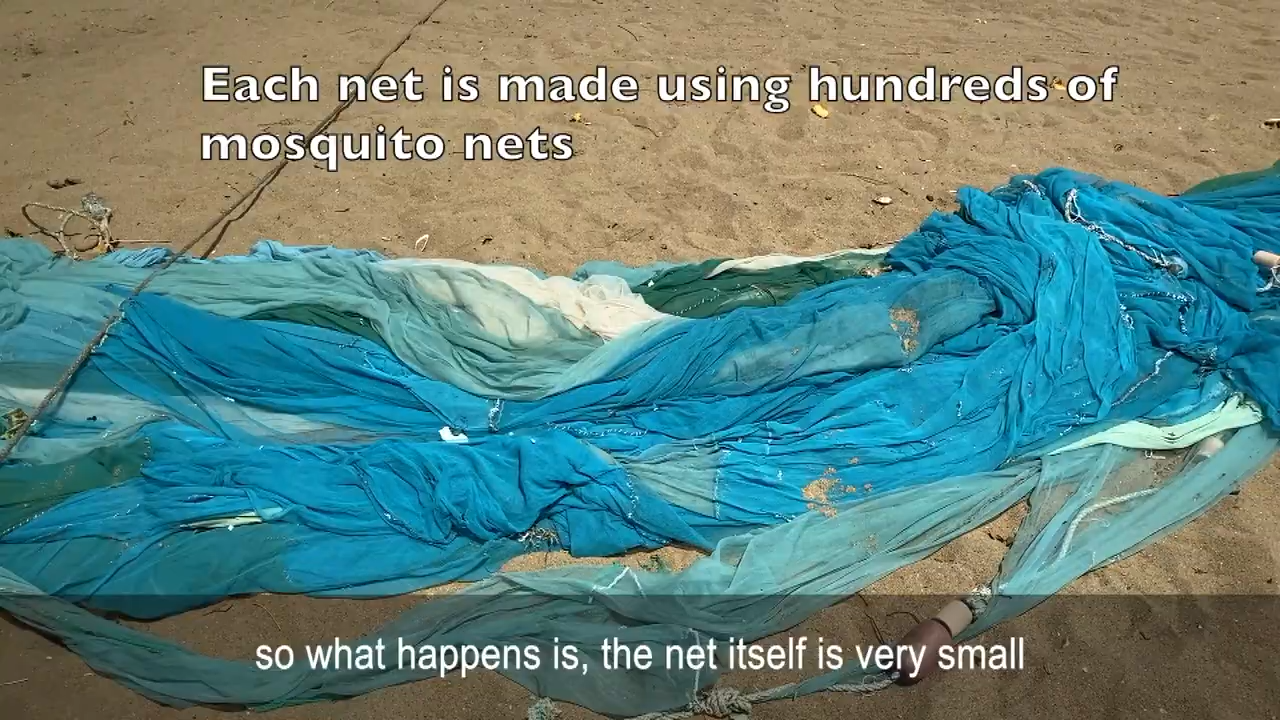 Each net is made using hundreds of
mosquito nets
so what happens is, the net itself is very small